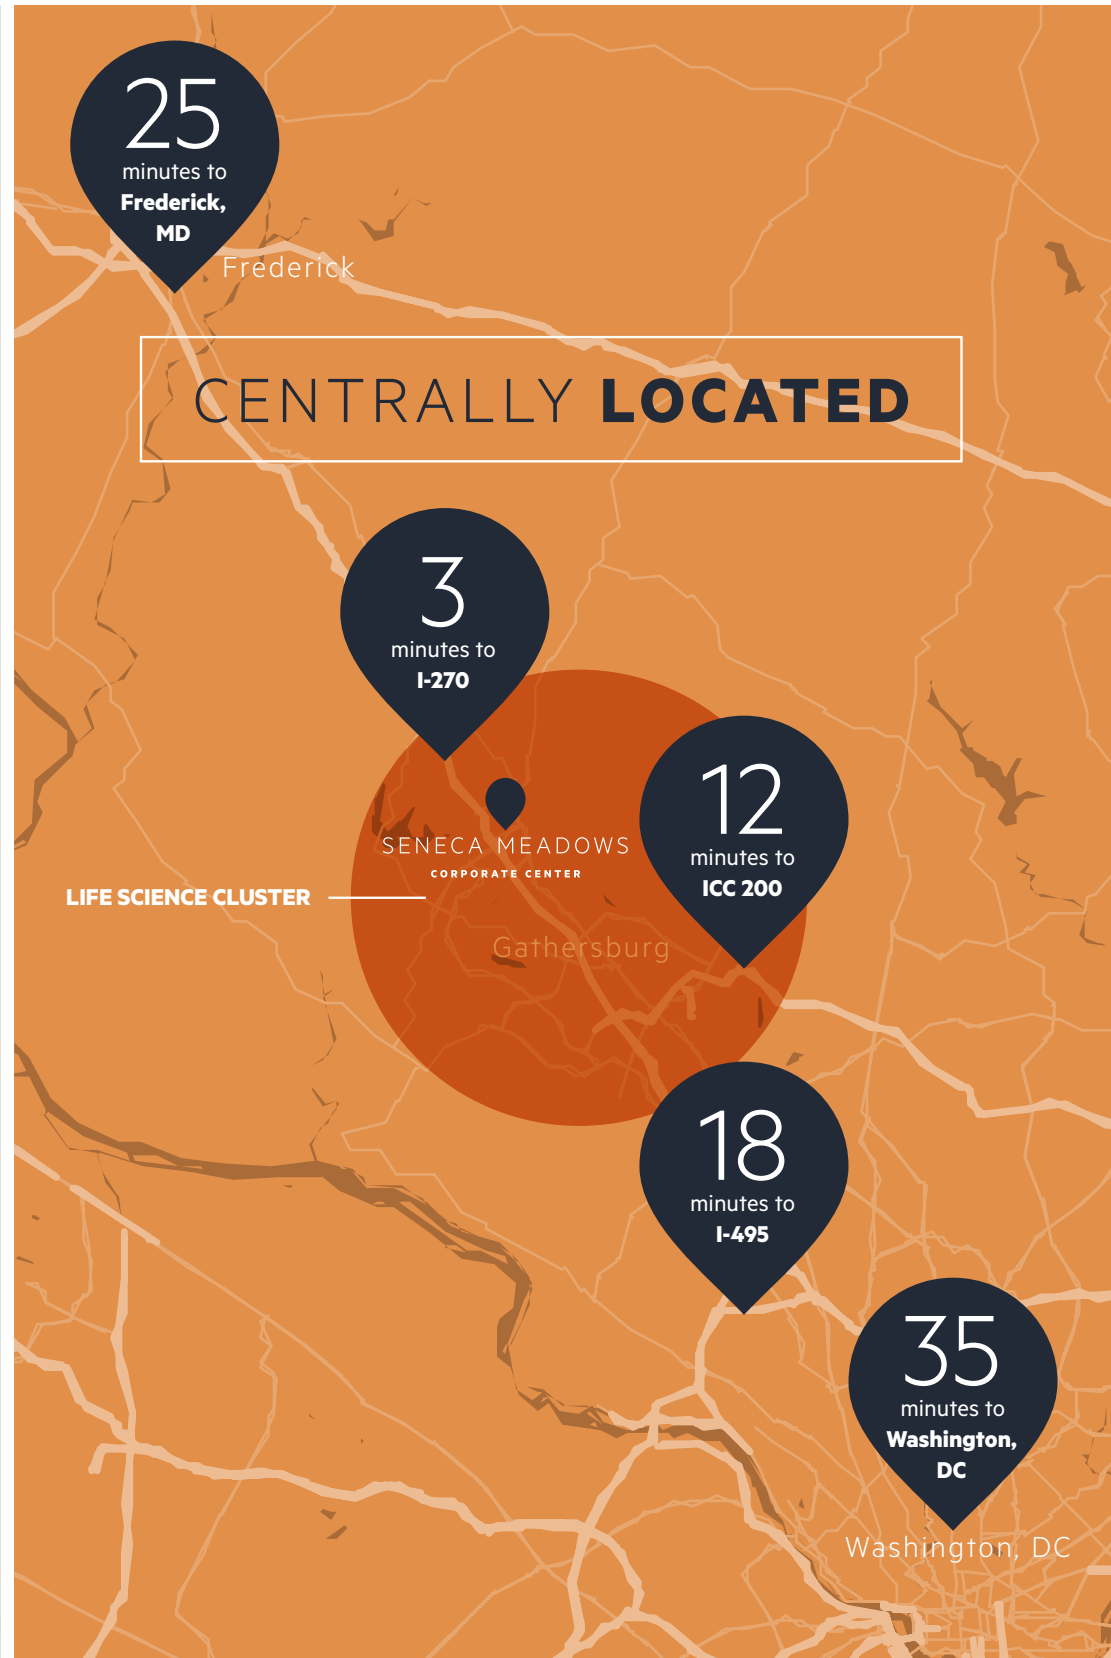 25
minutes to
Frederick,
MD
Frederick
CENTRALLY LOCATED
3
minutes to
I-270
12
minutes to
ICC 200
SENECA MEADOWS
CORPORATE CENTER
LIFE SCIENCE CLUSTER
Gathersburg
18
minutes to
I-495
35
minutes to
Washington,
DC
Washington, DC